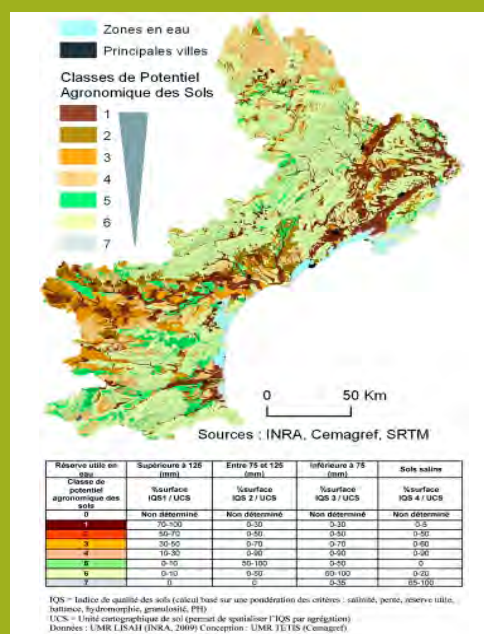 Zones en eau
Principales villes
Classes de Potentiel
Agronomique des Sols
1
2
3
4
5
6
7
0 50 Km
Sources : INRA, Cemagref, SRTM
Réserve utile en eau Supérieure à 125 (mm) Entre 75 et 125 (mm) Inférieure à 75 (mm) Sols salins
Classe de potentiel agronomique des sols %surface IQS1 / UCS %surface IQS 2 / UCS %surface IQS 3 / UCS %surface IQS 4 / UCS
0 Non déterminé Non déterminé Non déterminé Non déterminé
1 70-100 0-30 0-30 0-5
2 50-70 0-50 0-50 0-50
3 30-50 0-70 0-70 0-60
4 10-30 0-90 0-90 0-90
5 0-10 50-100 0-50 0
6 0-10 0-50 50-100 0-20
7 0 0 0-35 65-100
IQS = Indice de qualité des sols (calcul basé sur une pondération des critères : salinité, pente, réserve utile,
battance, hydromorphie, granulosité, PH)
UCS = Unité cartographique de sol (permet de spatialiser l'IQS par agrégation)
Données : UMR LISAH (INRA, 2009) Conception : UMR TETIS (Cemagref)